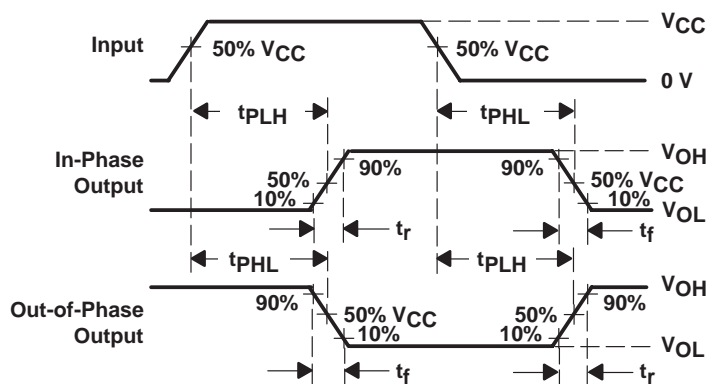 VCC
Input
50% VCC
50% VCC
0 V
tPLH
tPHL
In-Phase
Output
VOH
90%
90%
50%
50% VCC
10%
10%
VOL
tr
tf
tPHL
tPLH
Out-of-Phase
Output
VOH
90%
90%
50% VCC
50%
10%
10%
VOL
tf
tr